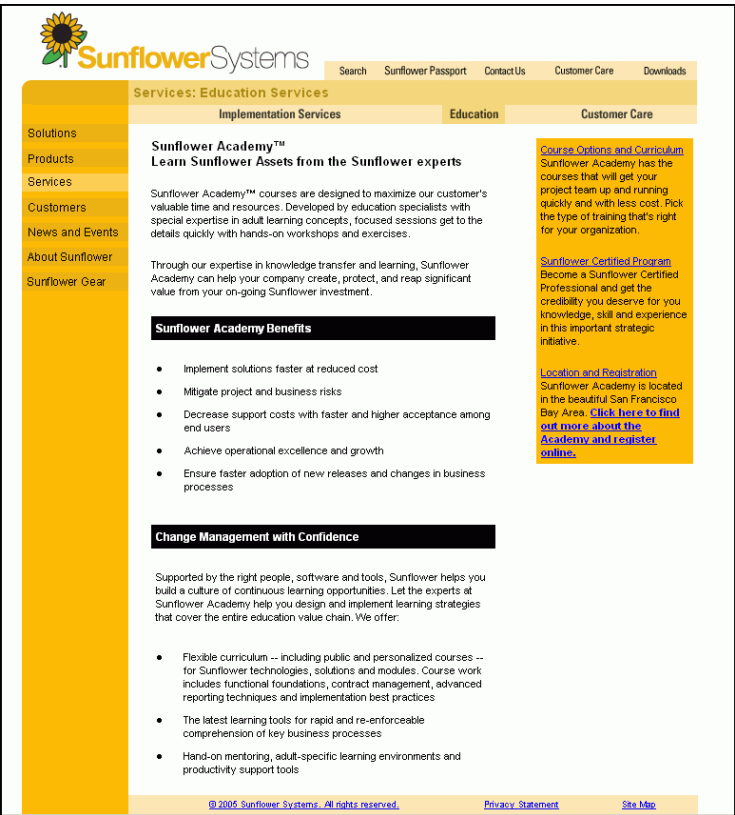 SunflowerSystems
Search Sunflower Passport Contact Us Customer Care Downloads
Services: Education Services
Implementation Services Education Customer Care
Solutions
Products
Services
Customers
News and Events
About Sunflower
Sunflower Gear
Sunflower Academy™
Learn Sunflower Assets from the Sunflower experts
Sunflower Academy™ courses are designed to maximize our customer's
valuable time and resources. Developed by education specialists with
special expertise in adult learning concepts, focused sessions get to the
details quickly with hands-on workshops and exercises.
Through our expertise in knowledge transfer and learning, Sunflower
Academy can help your company create, protect, and reap significant
value from your on-going Sunflower investment.
Sunflower Academy Benefits
● Implement solutions faster at reduced cost
● Mitigate project and business risks
● Decrease support costs with faster and higher acceptance among
end users
● Achieve operational excellence and growth
● Ensure faster adoption of new releases and changes in business
processes
Change Management with Confidence
Supported by the right people, software and tools, Sunflower helps you
build a culture of continuous learning opportunities. Let the experts at
Sunflower Academy help you design and implement learning strategies
that cover the entire education value chain. We offer:
● Flexible curriculum -- including public and personalized courses --
for Sunflower technologies, solutions and modules. Course work
includes functional foundations, contract management, advanced
reporting techniques and implementation best practices
● The latest learning tools for rapid and re-enforceable
comprehension of key business processes
● Hand-on mentoring, adult-specific learning environments and
productivity support tools
Course Options and Curriculum
Sunflower Academy has the
courses that will get your
project team up and running
quickly and with less cost. Pick
the type of training that's right
for your organization.
Sunflower Certified Program
Become a Sunflower Certified
Professional and get the
credibility you deserve for you
knowledge, skill and experience
in this important strategic
initiative.
Location and Registration
Sunflower Academy is located
in the beautiful San Francisco
Bay Area. Click here to find
out more about the
Academy and register
online.
@ 2005 Sunflower Systems. All rights reserved. Privacy Statement Site Map